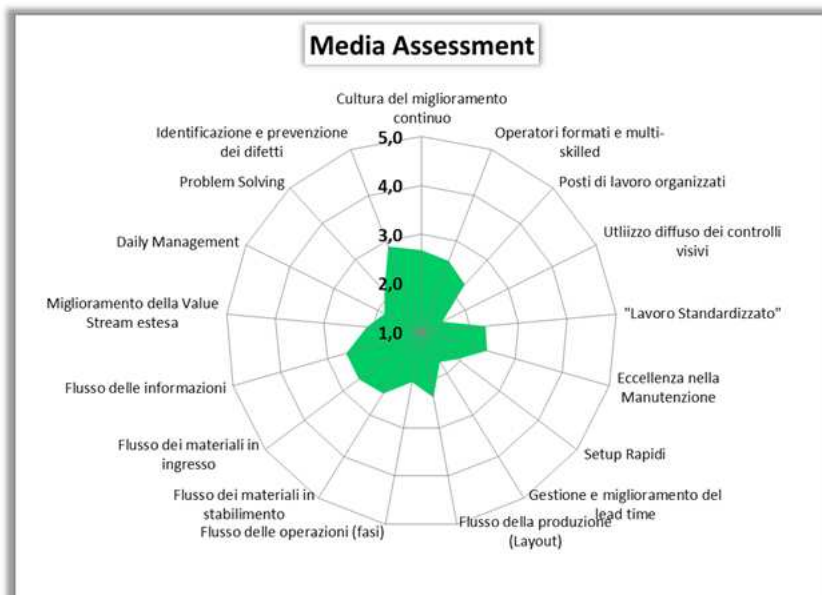 Media Assessment
Cultura del miglioramento
continuo
Operatori formati e multi-
skilled
Posti di lavoro organizzati
Utliizzo diffuso dei controlli
visivi
"Lavoro Standardizzato"
Eccellenza nella
Manutenzione
Setup Rapidi
Gestione e miglioramento del
lead time
Flusso della produzione
(Layout)
Flusso delle operazioni (fasi)
Flusso dei materiali in
stabilimento
Flusso dei materiali in
ingresso
Flusso delle informazioni
Miglioramento della Value
Stream estesa
Daily Management
Problem Solving
Identificazione e prevenzione
dei difetti
5,0
4,0
3,0
2,0
1,0